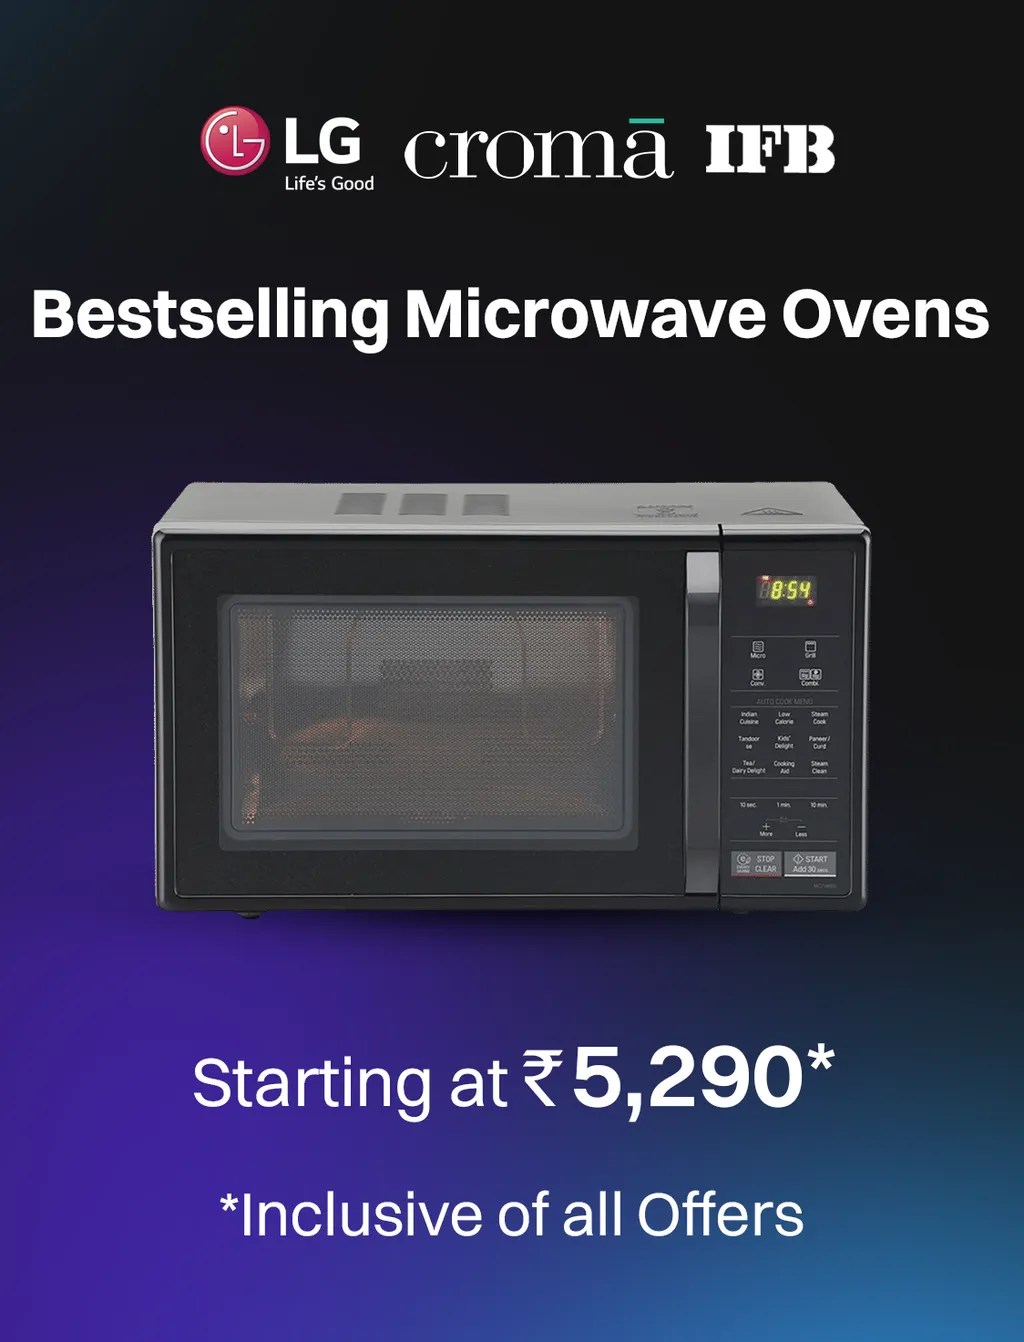 LG
Life's Good
cromā
IFB
Bestselling Microwave Ovens
8:54
Micro
Grill
Conv.
Combi.
AUTO COOK MENU
Indian Cuisine
Low Calorie
Steam Cook
Tandoor se
Kids' Delight
Paneer/ Curd
Tea/ Dairy Delight
Cooking Aid
Steam Clean
10 sec.
1 min.
10 min.
More
Less
STOP CLEAR
START
Add 30 secs.
Starting at ₹5,290*
*Inclusive of all Offers